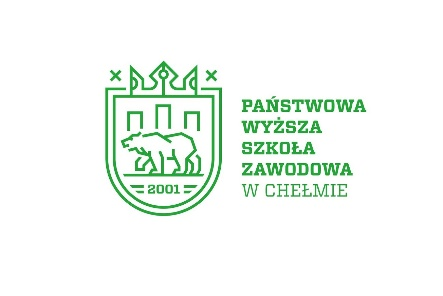 PAŃSTWOWA
WYŻSZA
SZKOŁA
ZAWODOWA
W CHEŁMIE
2001